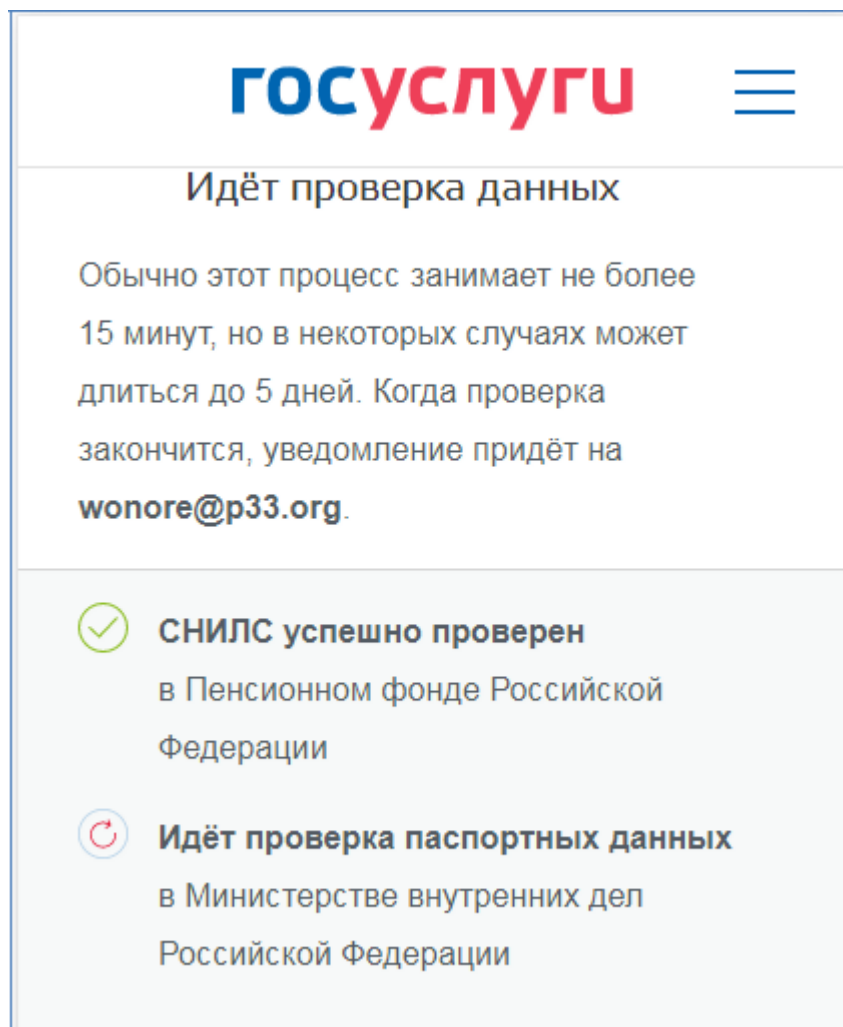 госуслуги
Идёт проверка данных
Обычно этот процесс занимает не более
15 минут, но в некоторых случаях может
длиться до 5 дней. Когда проверка
закончится, уведомление придёт на
wonore@p33.org.
СНИЛС успешно проверен
в Пенсионном фонде Российской
Федерации
Идёт проверка паспортных данных
в Министерстве внутренних дел
Российской Федерации